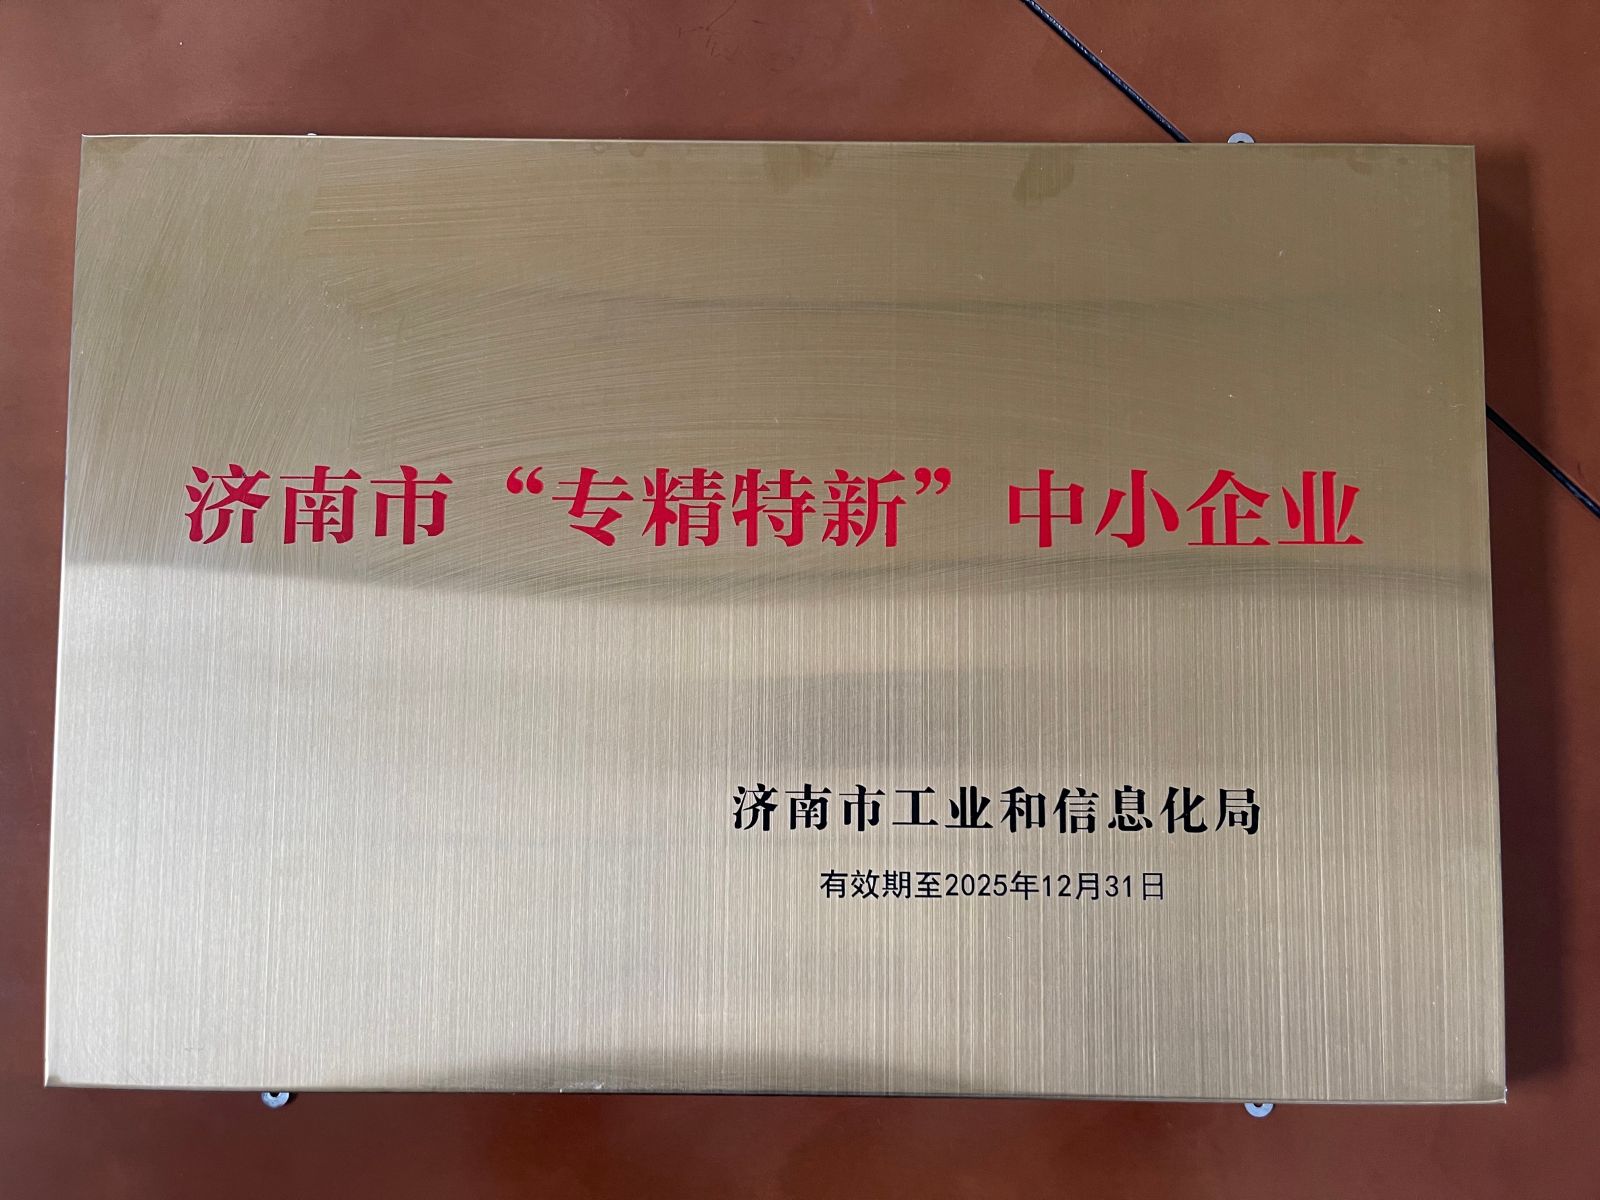 济南市“专精特新”中小企业
济南市工业和信息化局
有效期至2025年12月31日